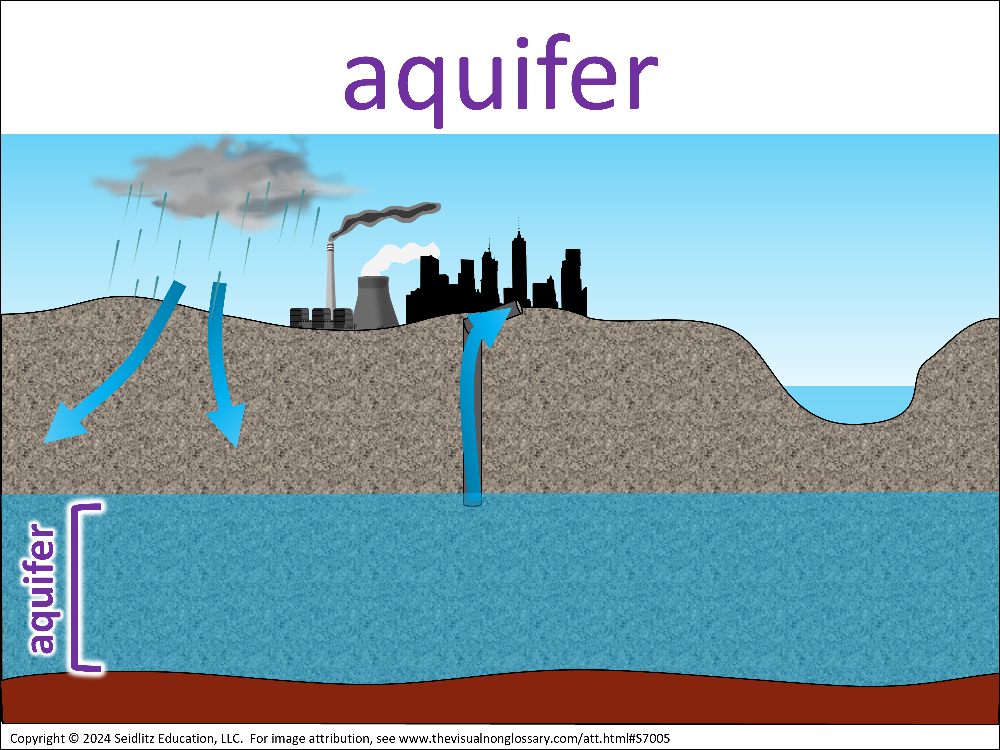 aquifer
aquifer
Copyright © 2024 Seidlitz Education, LLC.  For image attribution, see www.thevisualnonglossary.com/att.html#S7005